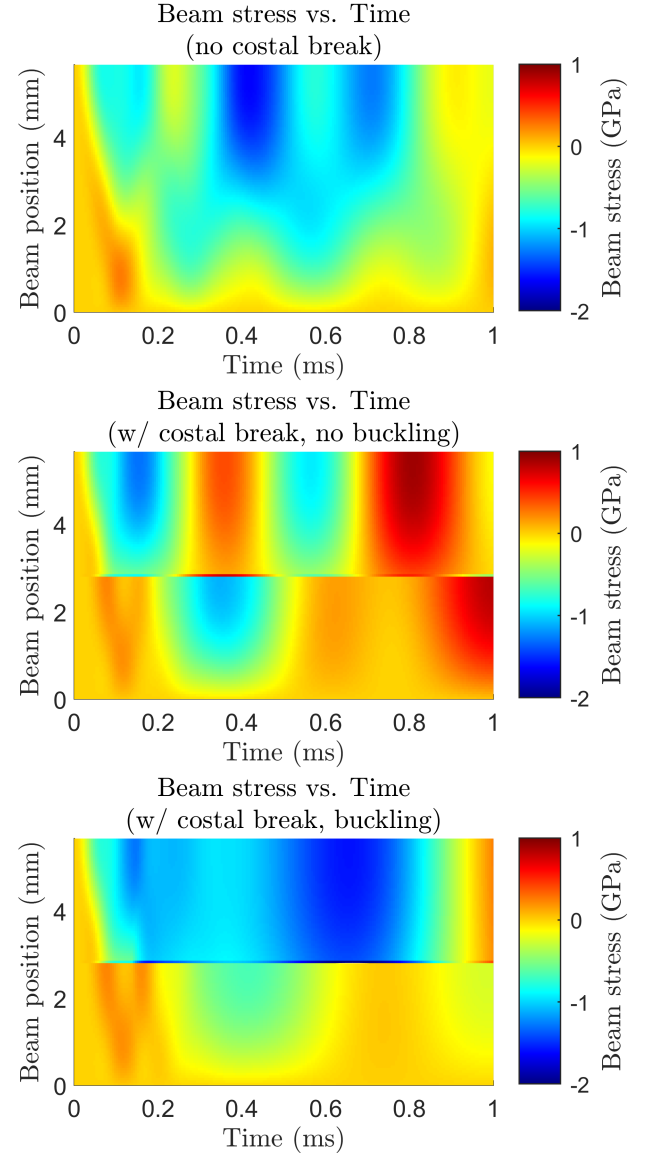 Beam stress vs. Time
(no costal break)
Beam position (mm)
4
2
0
0 0.2 0.4 0.6 0.8 1
Time (ms)
1
0
-1
-2
Beam stress (GPa)
Beam stress vs. Time
(w/ costal break, no buckling)
Beam position (mm)
4
2
0
0 0.2 0.4 0.6 0.8 1
Time (ms)
1
0
-1
-2
Beam stress (GPa)
Beam stress vs. Time
(w/ costal break, buckling)
Beam position (mm)
4
2
0
0 0.2 0.4 0.6 0.8 1
Time (ms)
1
0
-1
-2
Beam stress (GPa)